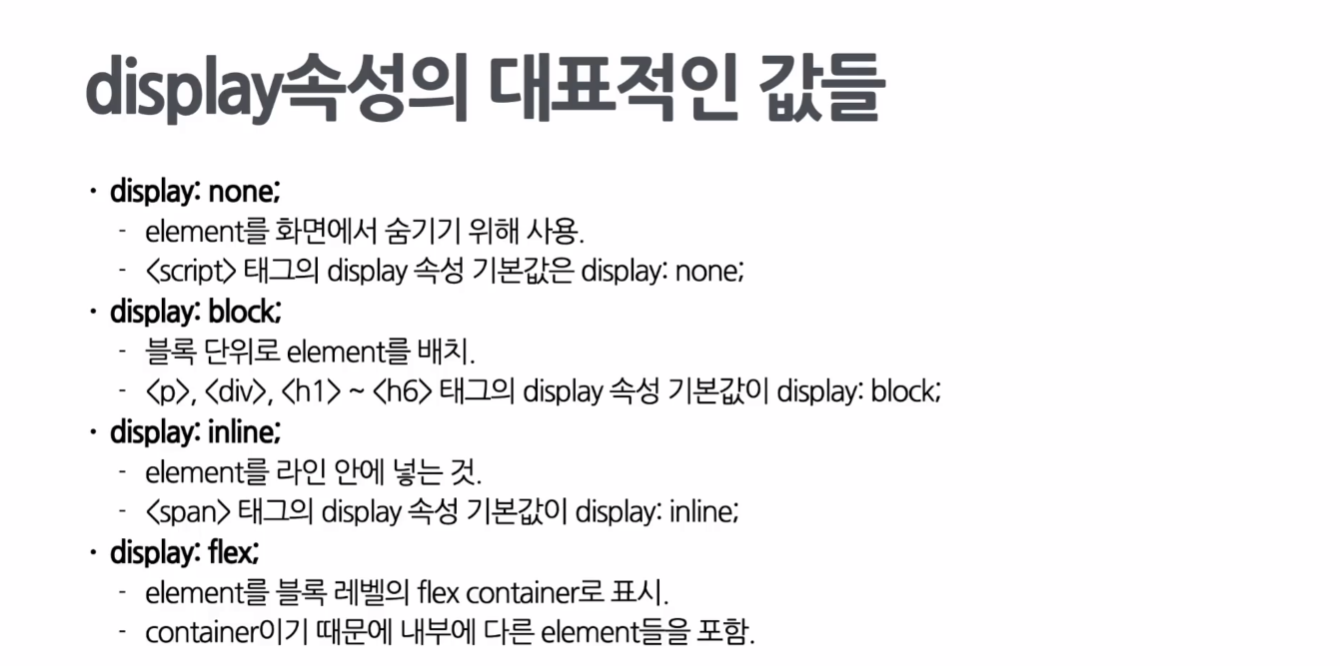 display속성의 대표적인 값들
· display: none;
- element를 화면에서 숨기기 위해 사용.
- <script> 태그의 display 속성 기본값은 display: none;
· display: block;
- 블록 단위로 element를 배치.
- <p>, <div>, <h1> ~ <h6> 태그의 display 속성 기본값이 display: block;
· display: inline;
- element를 라인 안에 넣는 것.
- <span> 태그의 display 속성 기본값이 display: inline;
· display: flex;
- element를 블록 레벨의 flex container로 표시.
- container이기 때문에 내부에 다른 element들을 포함.